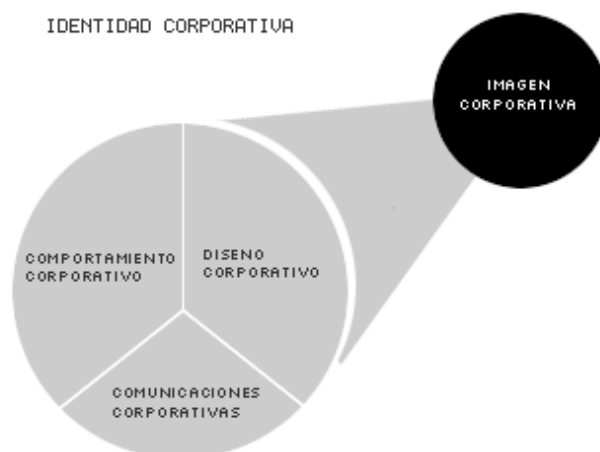 IDENTIDAD CORPORATIVA
IMAGEN
CORPORATIVA
COMPORTAMIENTO
CORPORATIVO
DISENO
CORPORATIVO
COMUNICACIONES
CORPORATIVAS